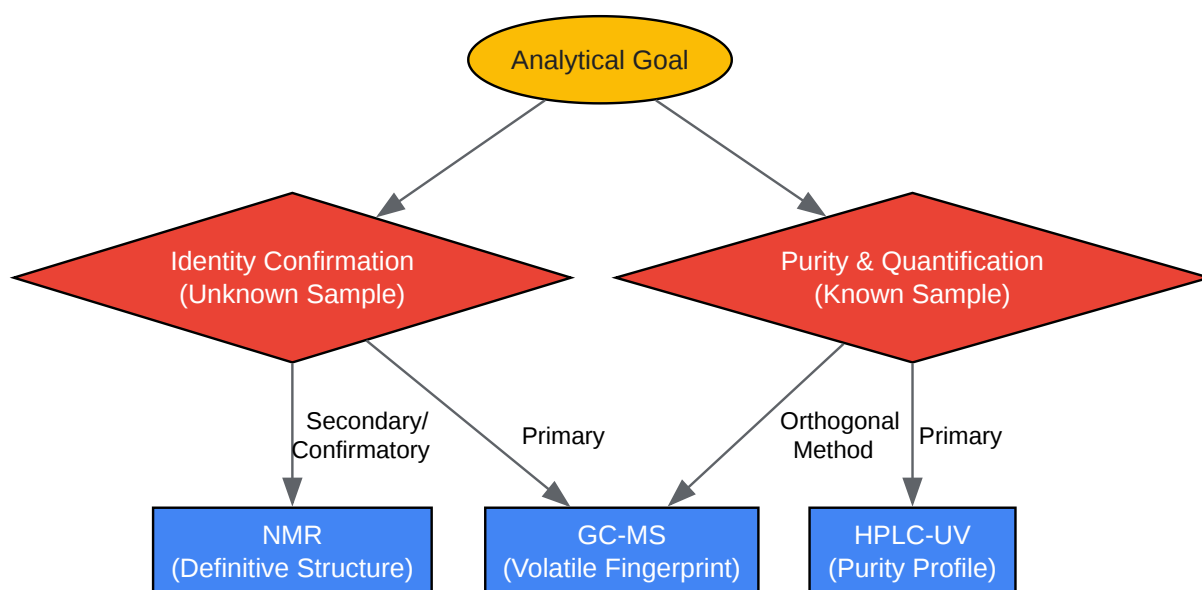 Analytical Goal
Identity Confirmation
(Unknown Sample)
Purity & Quantification
(Known Sample)
Secondary/
Confirmatory
Primary
Orthogonal
Method
Primary
NMR
(Definitive Structure)
GC-MS
(Volatile Fingerprint)
HPLC-UV
(Purity Profile)